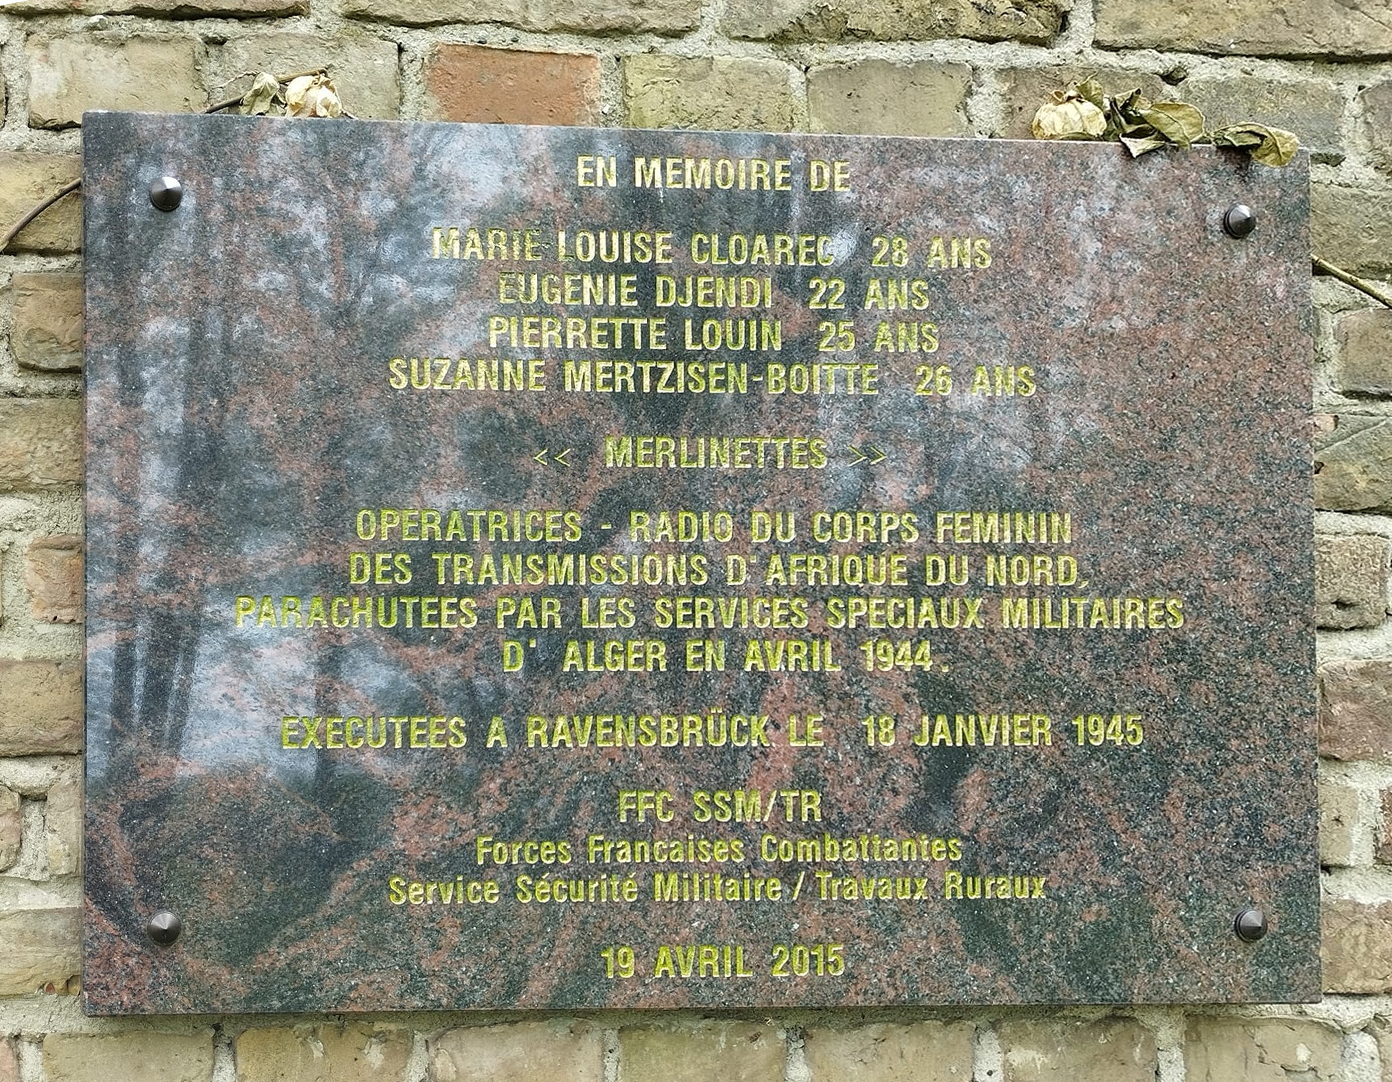 EN MEMOIRE DE
MARIE-LOUISE CLOAREC 28 ANS
EUGENIE DJENDI 22 ANS
PIERRETTE LOUIN 25 ANS
SUZANNE MERTZISEN-BOITTE 26 ANS
<< MERLINETTES >>
OPERATRICES - RADIO DU CORPS FEMININ
DES TRANSMISSIONS D'AFRIQUE DU NORD,
PARACHUTEES PAR LES SERVICES SPECIAUX MILITAIRES
D' ALGER EN AVRIL 1944.
EXECUTEES A RAVENSBRÜCK LE 18 JANVIER 1945
FFC SSM/TR
Forces Francaises Combattantes
Service Sécurité Militaire / Travaux Ruraux
19 AVRIL 2015